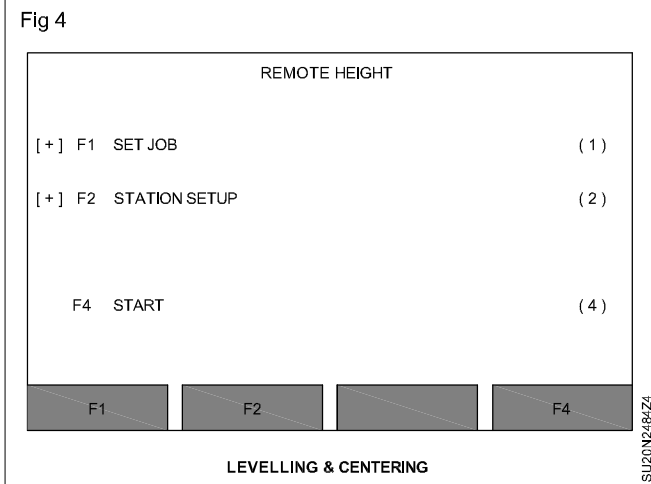 Fig 4
REMOTE HEIGHT
[ + ] F1 SET JOB ( 1 )
[ + ] F2 STATION SETUP ( 2 )
F4 START ( 4 )
F1 F2 F4
LEVELLING & CENTERING
SU20N2484Z4